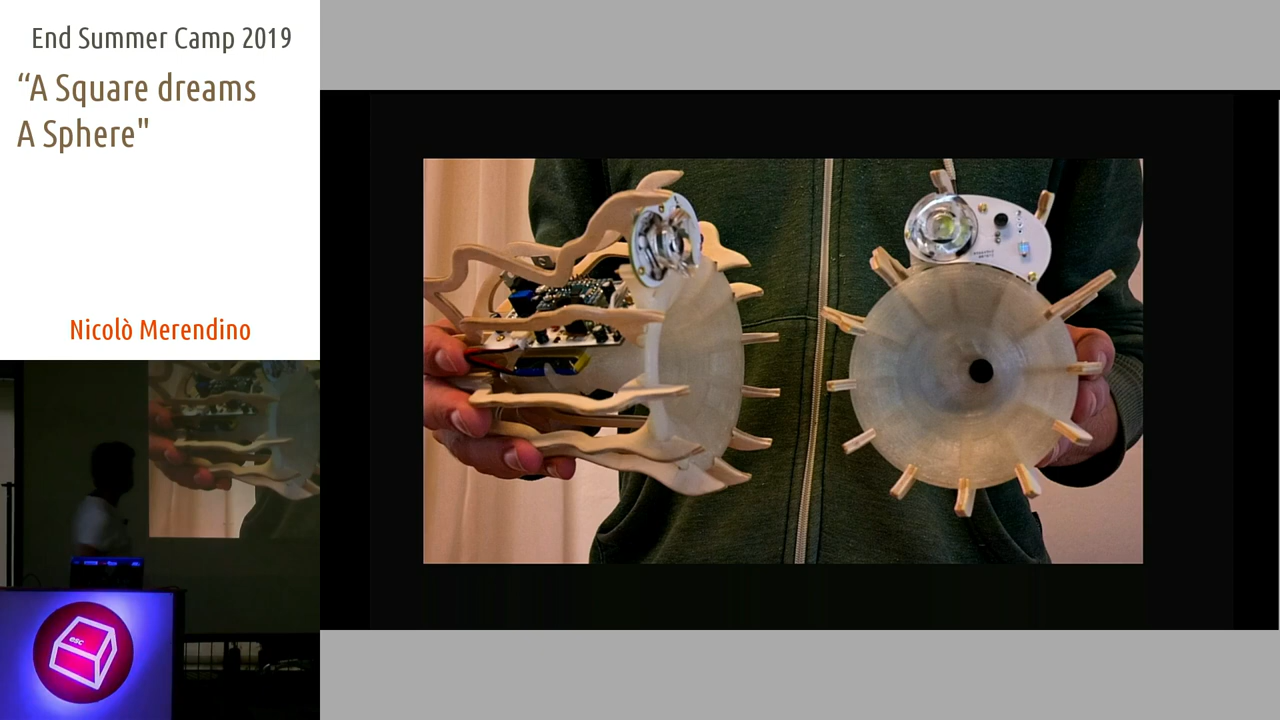 End Summer Camp 2019
“A Square dreams
A Sphere"
Nicolò Merendino
esc